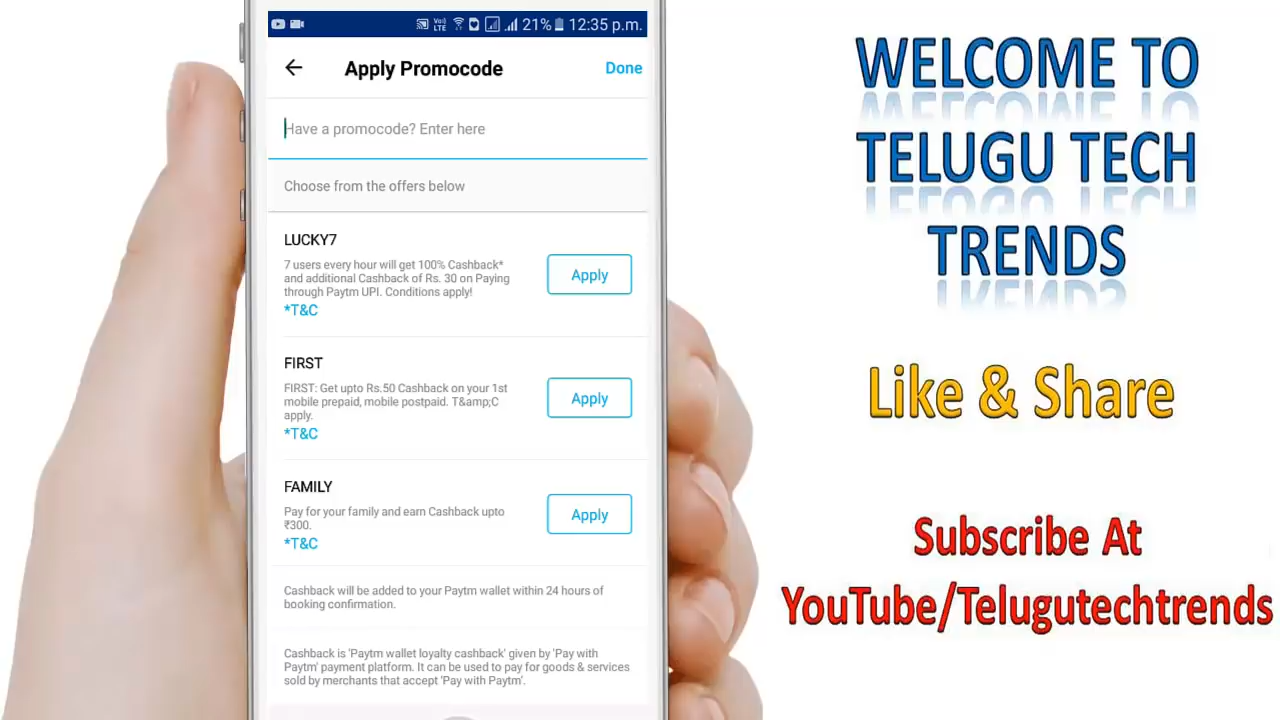 Voi) LTE 21% 12:35 p.m.
Apply Promocode
Done
Have a promocode? Enter here
Choose from the offers below
LUCKY7
7 users every hour will get 100% Cashback*
and additional Cashback of Rs. 30 on Paying
through Paytm UPI. Conditions apply!
*T&C
Apply
FIRST
FIRST: Get upto Rs.50 Cashback on your 1st
mobile prepaid, mobile postpaid. T&amp;C
apply.
*T&C
Apply
FAMILY
Pay for your family and earn Cashback upto
₹300.
*T&C
Apply
Cashback will be added to your Paytm wallet within 24 hours of
booking confirmation.
Cashback is 'Paytm wallet loyalty cashback' given by 'Pay with
Paytm' payment platform. It can be used to pay for goods & services
sold by merchants that accept 'Pay with Paytm'.
WELCOME TO
TELUGU TECH
TRENDS
Like & Share
Subscribe At
YouTube/Telugutechtrends